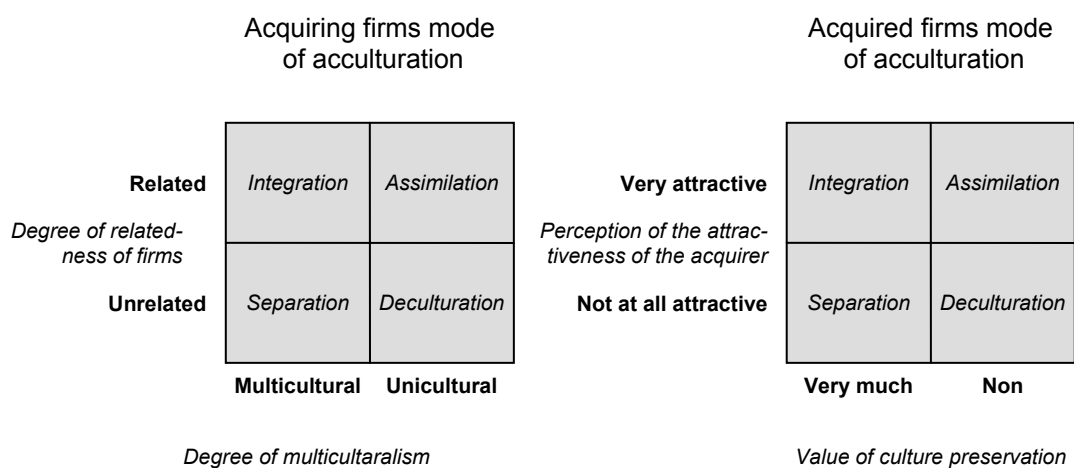 Acquiring firms mode
of acculturation
Related
Integration
Assimilation
Degree of related-
ness of firms
Unrelated
Separation
Deculturation
Multicultural
Unicultural
Degree of multicultaralism
Acquired firms mode
of acculturation
Very attractive
Integration
Assimilation
Perception of the attrac-
tiveness of the acquirer
Not at all attractive
Separation
Deculturation
Very much
Non
Value of culture preservation